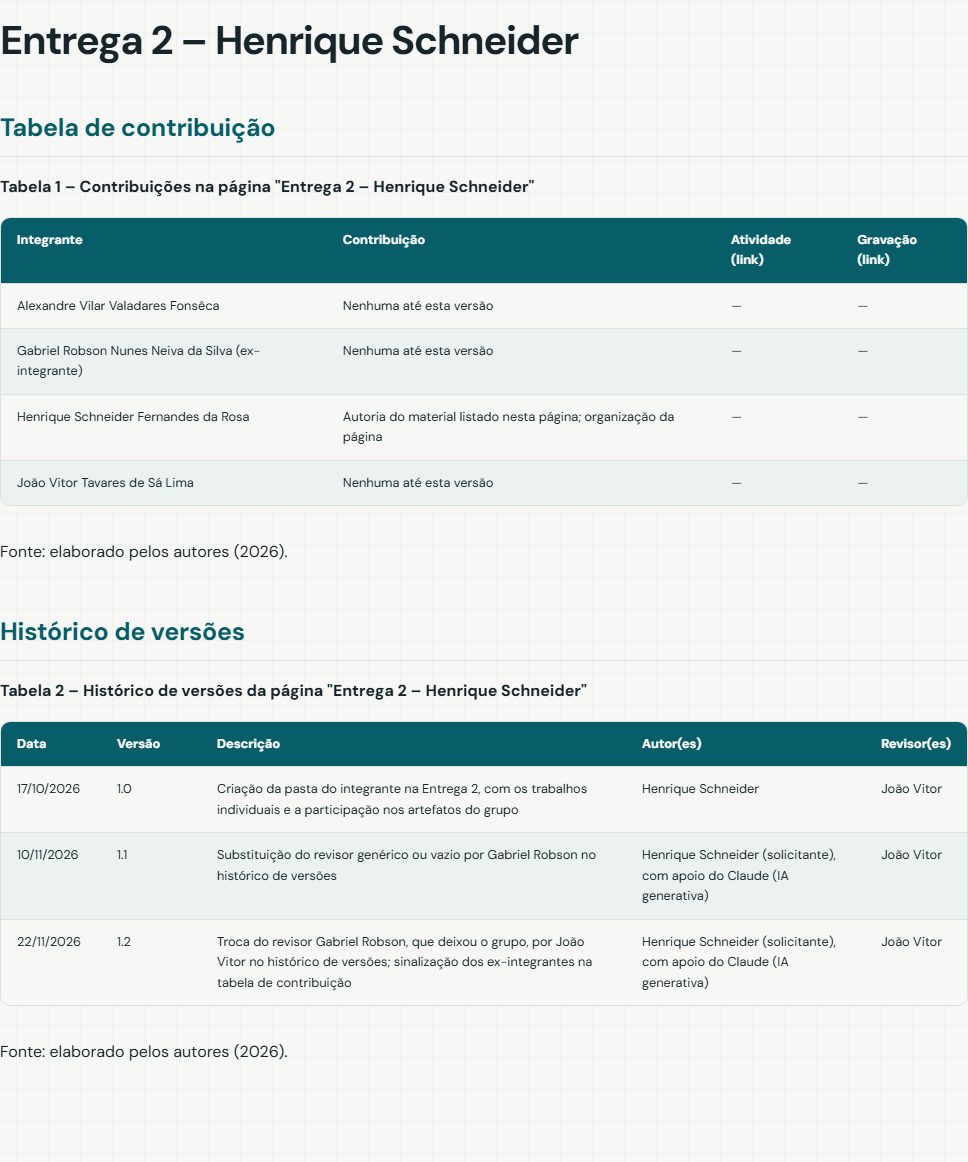 Entrega 2 – Henrique Schneider
Tabela de contribuição
Tabela 1 – Contribuições na página "Entrega 2 – Henrique Schneider"
Integrante Contribuição Atividade (link) Gravação (link)
Alexandre Vilar Valadares Fonsêca Nenhuma até esta versão — —
Gabriel Robson Nunes Neiva da Silva (ex-
integrante) Nenhuma até esta versão — —
Henrique Schneider Fernandes da Rosa Autoria do material listado nesta página; organização da
página — —
João Vitor Tavares de Sá Lima Nenhuma até esta versão — —
Fonte: elaborado pelos autores (2026).
Histórico de versões
Tabela 2 – Histórico de versões da página "Entrega 2 – Henrique Schneider"
Data Versão Descrição Autor(es) Revisor(es)
17/10/2026 1.0 Criação da pasta do integrante na Entrega 2, com os trabalhos
individuais e a participação nos artefatos do grupo Henrique Schneider João Vitor
10/11/2026 1.1 Substituição do revisor genérico ou vazio por Gabriel Robson no
histórico de versões Henrique Schneider (solicitante),
com apoio do Claude (IA
generativa) João Vitor
22/11/2026 1.2 Troca do revisor Gabriel Robson, que deixou o grupo, por João
Vitor no histórico de versões; sinalização dos ex-integrantes na
tabela de contribuição Henrique Schneider (solicitante),
com apoio do Claude (IA
generativa) João Vitor
Fonte: elaborado pelos autores (2026).